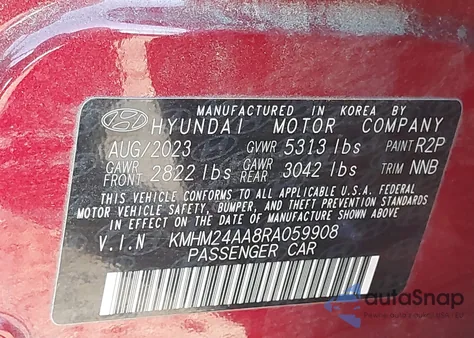 MANUFACTURED IN KOREA BY
HYUNDAI MOTOR COMPANY
AUG/2023 GVWR 5313 lbs PAINT R2P
GAWR FRONT 2822 lbs GAWR REAR 3042 lbs TRIM NNB
THIS VEHICLE CONFORMS TO ALL APPLICABLE U.S.A. FEDERAL
MOTOR VEHICLE SAFETY, BUMPER, AND THEFT PREVENTION STANDARDS
IN EFFECT ON THE DATE OF MANUFACTURE SHOWN ABOVE.
V.I.N KMHM24AA8RA059908
PASSENGER CAR
autoSnap